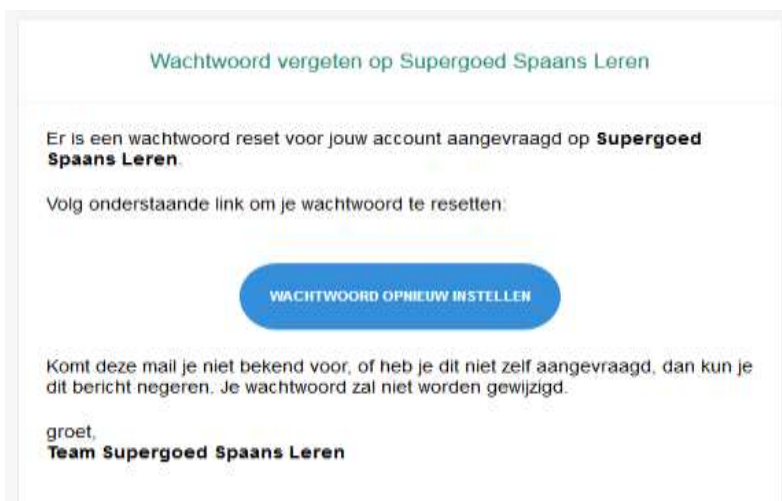 Wachtwoord vergeten op Supergoed Spaans Leren
Er is een wachtwoord reset voor jouw account aangevraagd op Supergoed
Spaans Leren.
Volg onderstaande link om je wachtwoord te resetten:
WACHTWOORD OPNIEUW INSTELLEN
Komt deze mail je niet bekend voor, of heb je dit niet zelf aangevraagd, dan kun je
dit bericht negeren. Je wachtwoord zal niet worden gewijzigd.
groet,
Team Supergoed Spaans Leren